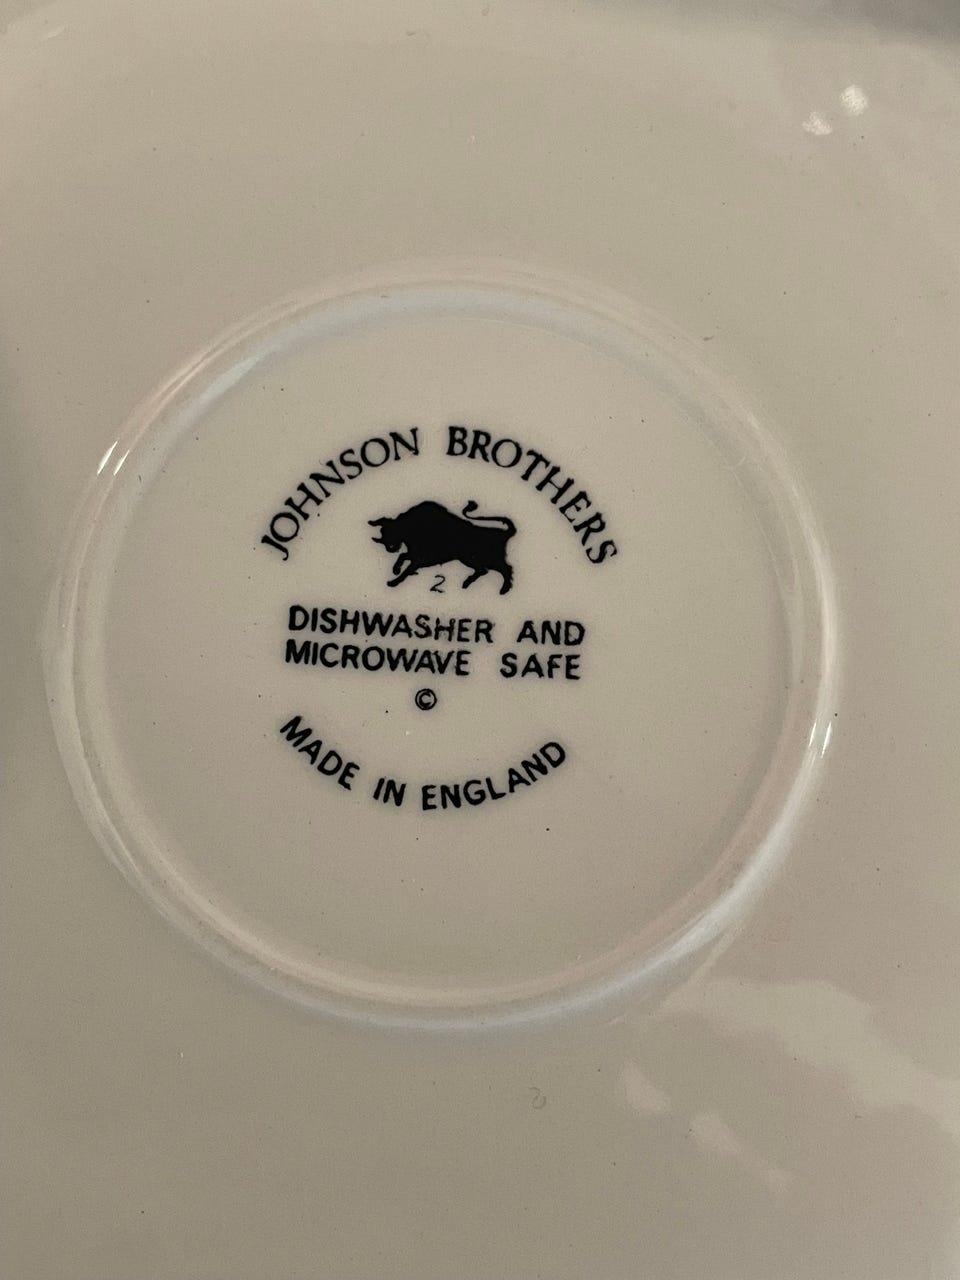 JOHNSON BROTHERS
2
DISHWASHER AND
MICROWAVE SAFE
©
MADE IN ENGLAND